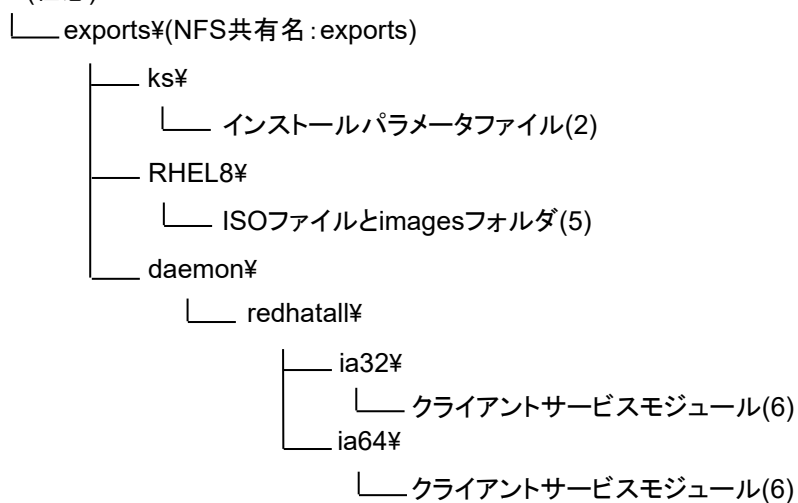 exports¥(NFS共有名:exports)
ks¥
インストールパラメータファイル(2)
RHEL8¥
ISOファイルとimagesフォルダ(5)
daemon¥
redhatall¥
ia32¥
クライアントサービスモジュール(6)
ia64¥
クライアントサービスモジュール(6)